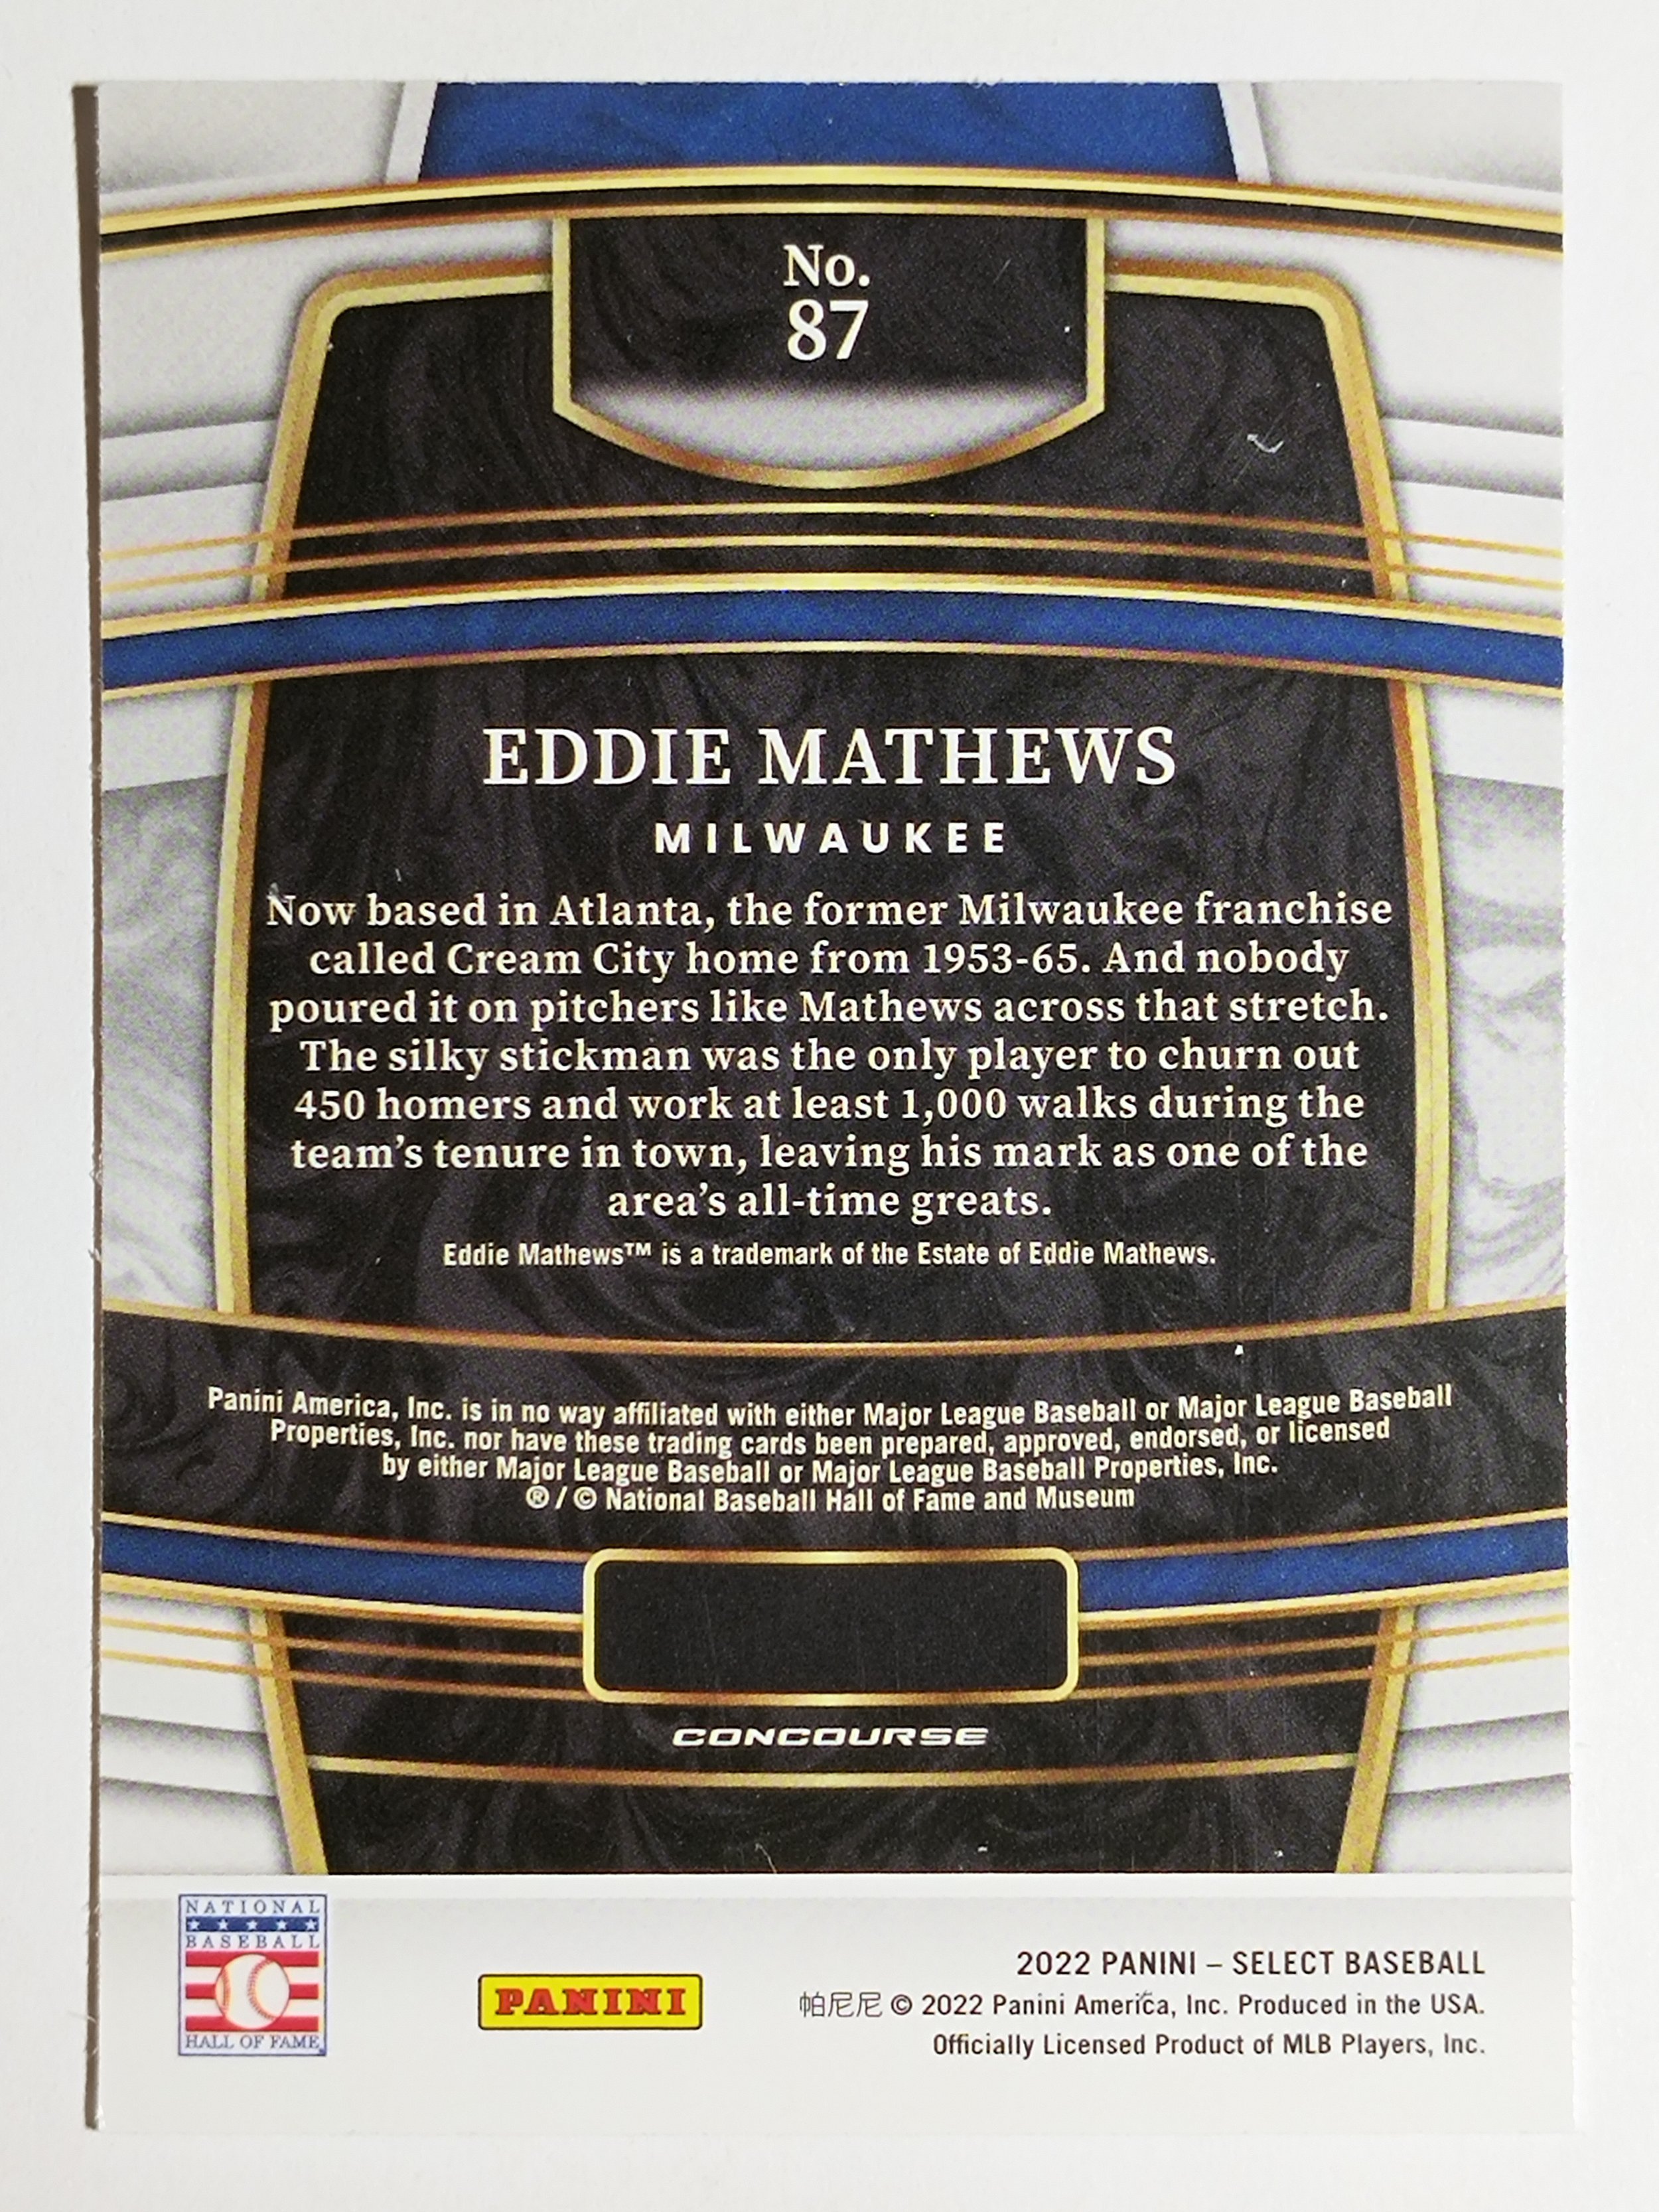 No.
87
EDDIE MATHEWS
MILWAUKEE
Now based in Atlanta, the former Milwaukee franchise
called Cream City home from 1953-65. And nobody
poured it on pitchers like Mathews across that stretch.
The silky stickman was the only player to churn out
450 homers and work at least 1,000 walks during the
team's tenure in town, leaving his mark as one of the
area's all-time greats.
Eddie Mathews™ is a trademark of the Estate of Eddie Mathews.
Panini America, Inc. is in no way affiliated with either Major League Baseball or Major League Baseball
Properties, Inc. nor have these trading cards been prepared, approved, endorsed, or licensed
by either Major League Baseball or Major League Baseball Properties, Inc.
® / © National Baseball Hall of Fame and Museum
CONCOURSE
NATIONAL
BASEBALL
HALL OF FAME
PANINI
2022 PANINI – SELECT BASEBALL
帕尼尼 © 2022 Panini America, Inc. Produced in the USA.
Officially Licensed Product of MLB Players, Inc.